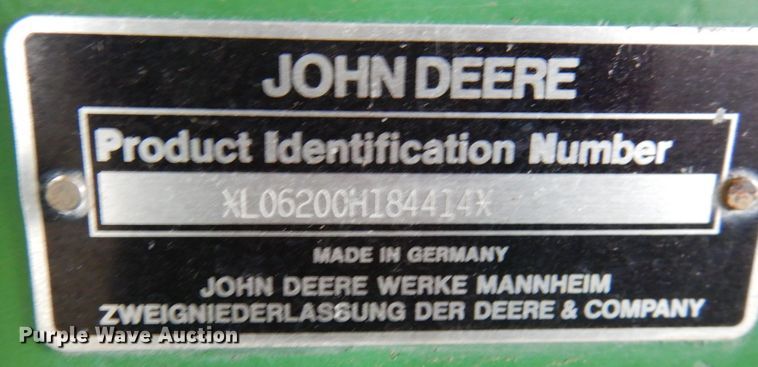 JOHN DEERE
Product Identification Number
*L06200H184414*
MADE IN GERMANY
JOHN DEERE WERKE MANNHEIM
ZWEIGNIEDERLASSUNG DER DEERE & COMPANY
Purple Wave Auction